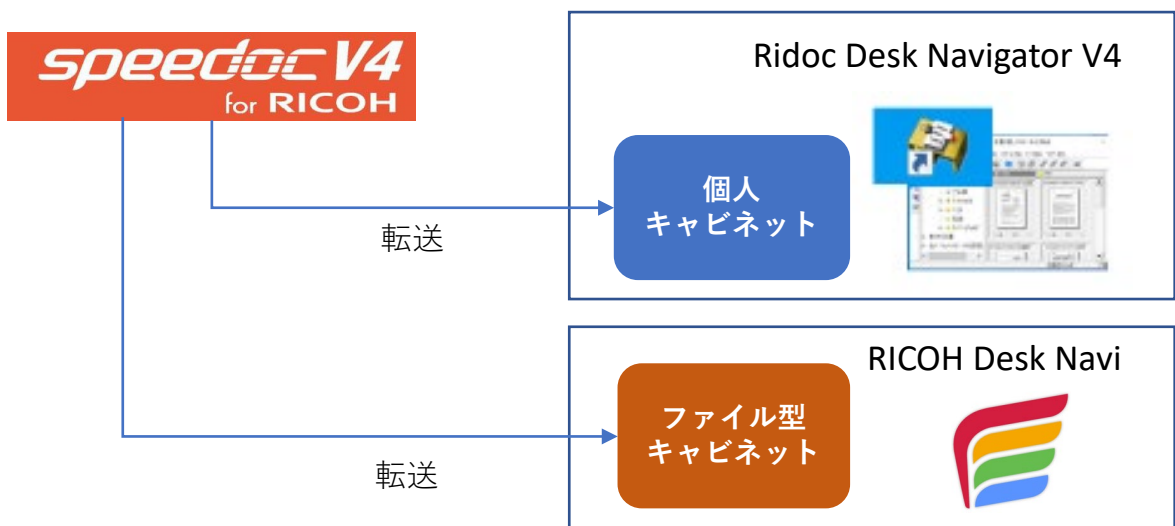 speedoc V4
for RICOH
Ridoc Desk Navigator V4
個人
キャビネット
転送
RICOH Desk Navi
ファイル型
キャビネット
転送